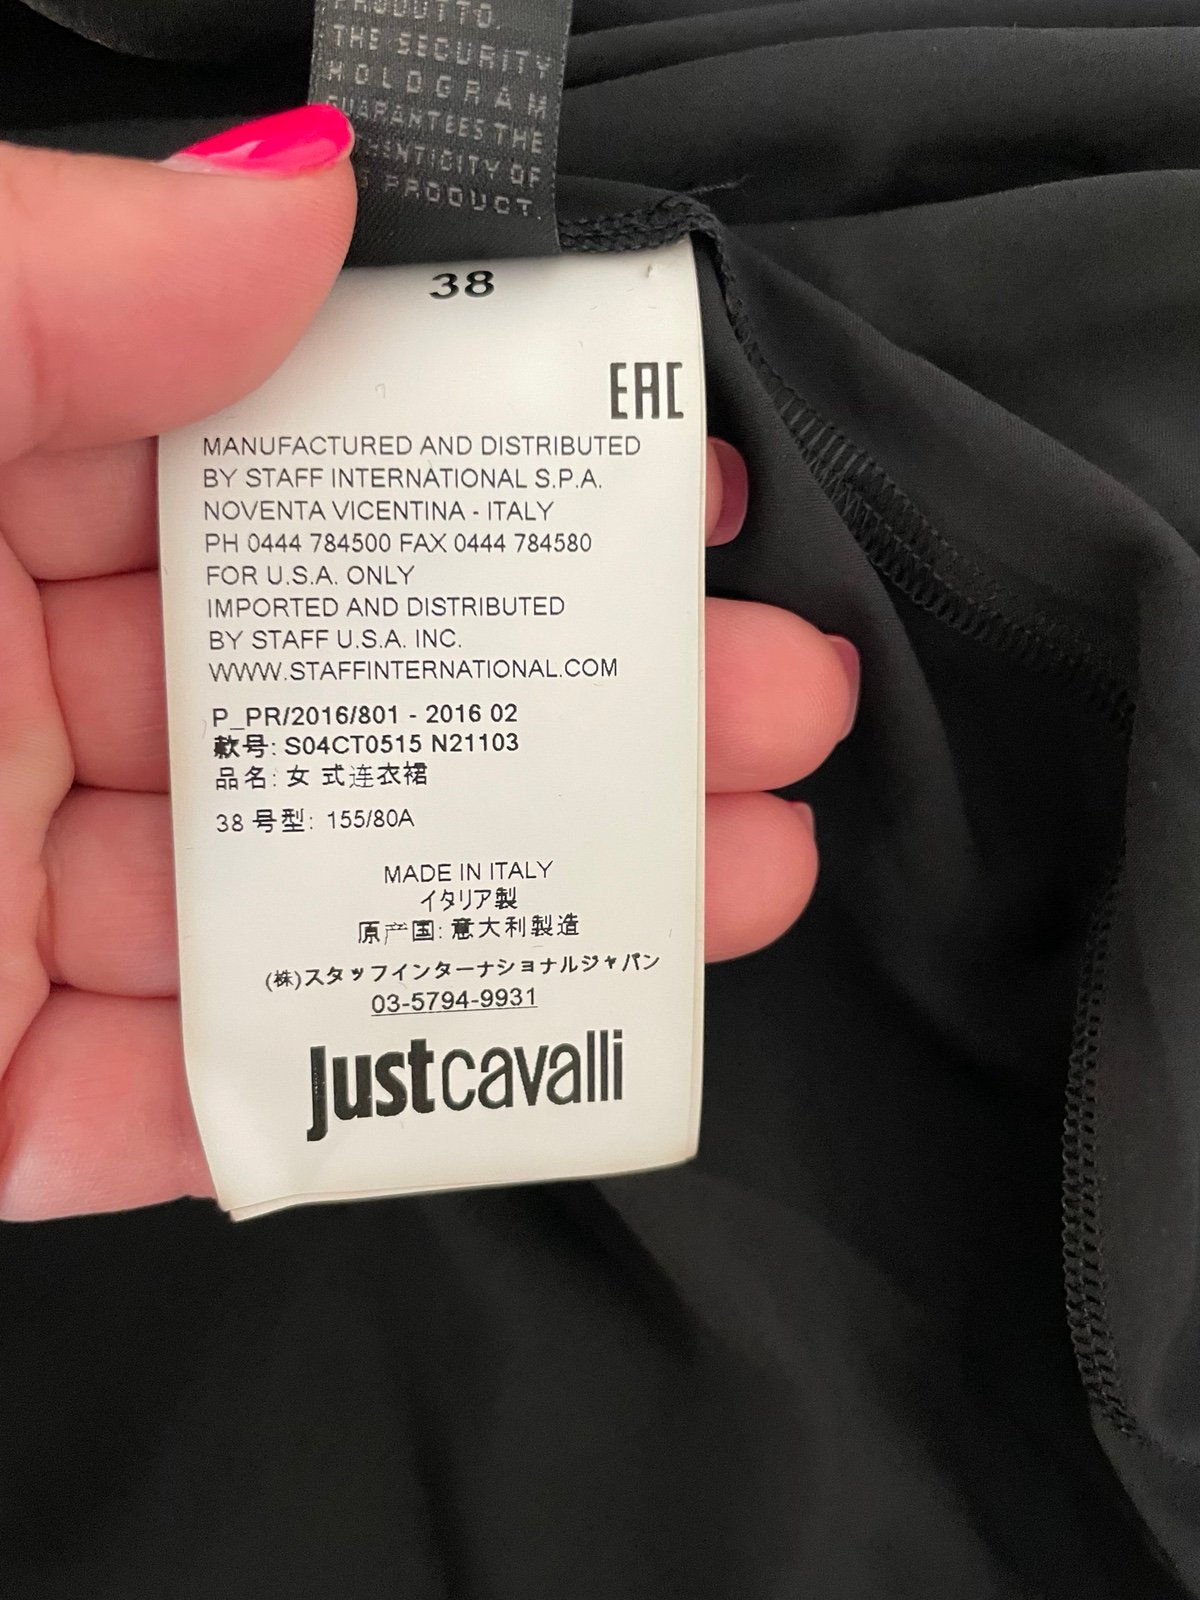 PRODOTTO.
THE SECURITY
HOLOGRAM
GUARANTEES THE
OF
PRODUCT.
38
EAC
MANUFACTURED AND DISTRIBUTED
BY STAFF INTERNATIONAL S.P.A.
NOVENTA VICENTINA - ITALY
PH 0444 784500 FAX 0444 784580
FOR U.S.A. ONLY
IMPORTED AND DISTRIBUTED
BY STAFF U.S.A. INC.
WWW.STAFFINTERNATIONAL.COM
P_PR/2016/801 - 2016 02
款号: S04CT0515 N21103
品名: 女 式连衣裙
38 号型: 155/80A
MADE IN ITALY
イタリア製
原产国: 意大利製造
(株)スタッフインターナショナルジャパン
03-5794-9931
justcavalli